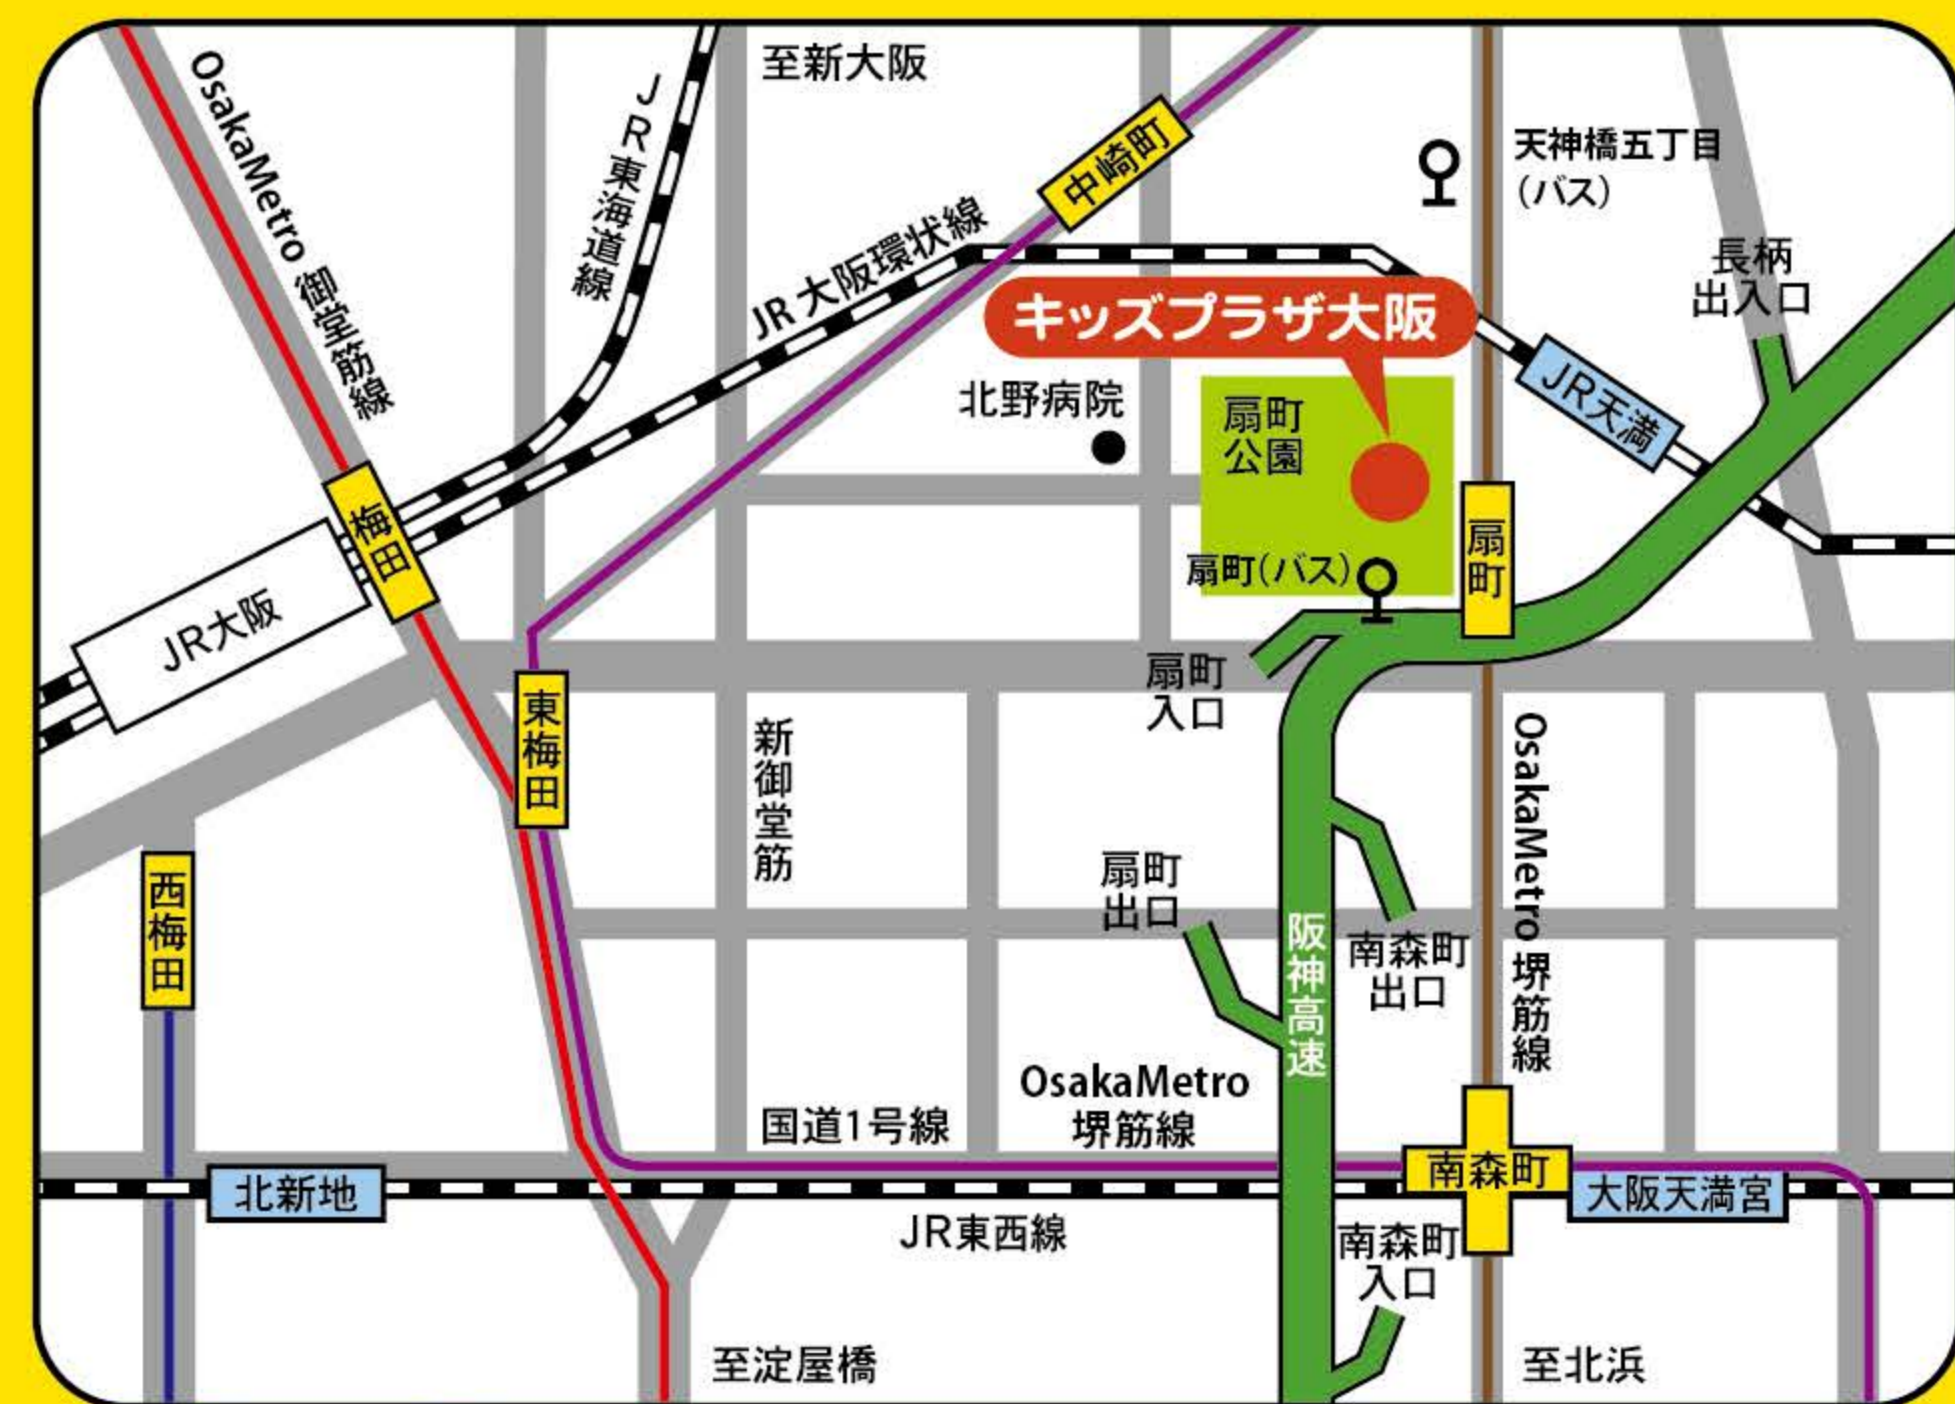 至新大阪
OsakaMetro 御堂筋線
JR東海道線
中崎町
天神橋五丁目
(バス)
JR 大阪環状線
長柄
出入口
キッズプラザ大阪
北野病院
扇町
公園
JR天満
梅田
扇町
扇町(バス)
JR大阪
扇町
入口
東梅田
新御堂筋
OsakaMetro 堺筋線
西梅田
扇町
出口
阪神高速
南森町
出口
OsakaMetro
堺筋線
国道1号線
南森町
北新地
大阪天満宮
JR東西線
南森町
入口
至淀屋橋
至北浜